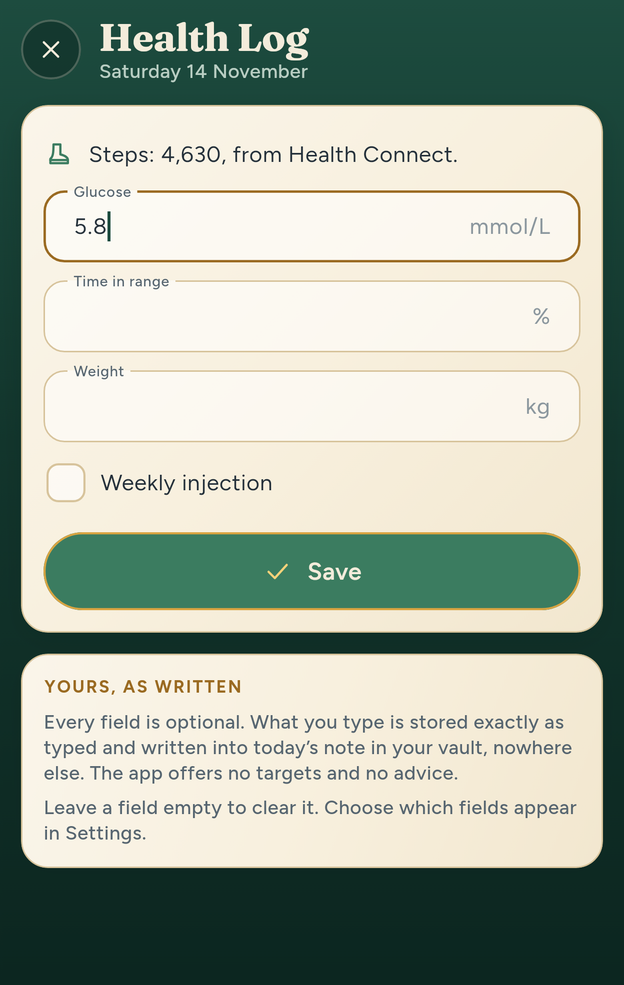 Health Log
Saturday 14 November
Steps: 4,630, from Health Connect.
Glucose
5.8 mmol/L
Time in range
%
Weight
kg
Weekly injection
Save
YOURS, AS WRITTEN
Every field is optional. What you type is stored exactly as
typed and written into today’s note in your vault, nowhere
else. The app offers no targets and no advice.
Leave a field empty to clear it. Choose which fields appear
in Settings.